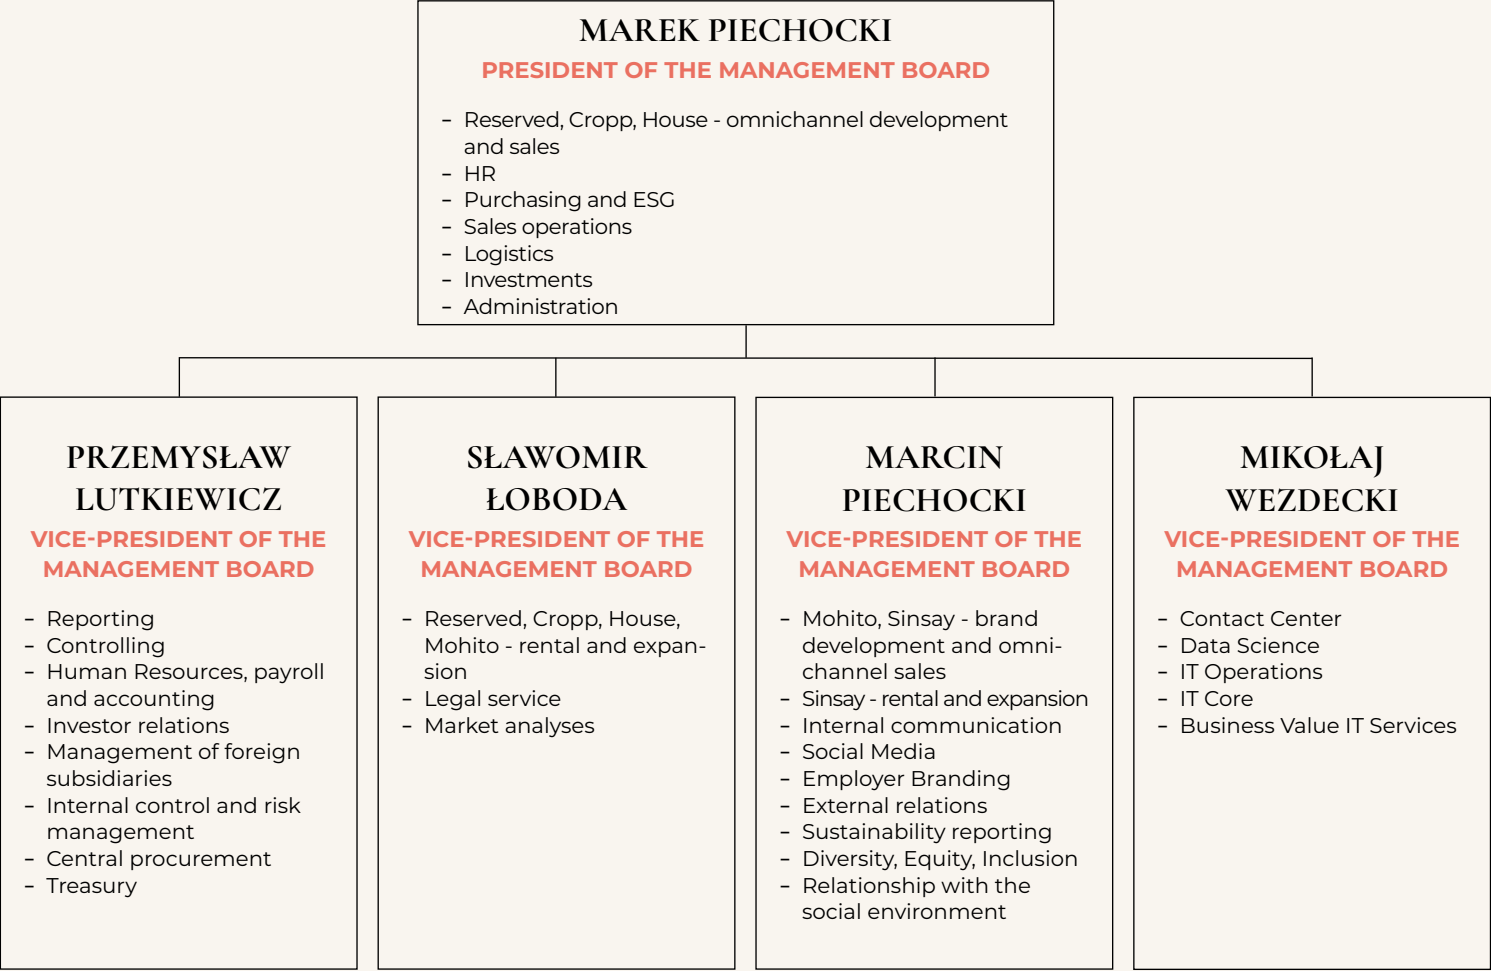 MAREK PIECHOCKI
PRESIDENT OF THE MANAGEMENT BOARD
- Reserved, Cropp, House - omnichannel development
and sales
- HR
- Purchasing and ESG
- Sales operations
- Logistics
- Investments
- Administration
PRZEMYSŁAW
LUTKIEWICZ
VICE-PRESIDENT OF THE
MANAGEMENT BOARD
- Reporting
- Controlling
- Human Resources, payroll
and accounting
- Investor relations
- Management of foreign
subsidiaries
- Internal control and risk
management
- Central procurement
- Treasury
SŁAWOMIR
ŁOBODA
VICE-PRESIDENT OF THE
MANAGEMENT BOARD
- Reserved, Cropp, House,
Mohito - rental and expan-
sion
- Legal service
- Market analyses
MARCIN
PIECHOCKI
VICE-PRESIDENT OF THE
MANAGEMENT BOARD
- Mohito, Sinsay - brand
development and omni-
channel sales
- Sinsay - rental and expansion
- Internal communication
- Social Media
- Employer Branding
- External relations
- Sustainability reporting
- Diversity, Equity, Inclusion
- Relationship with the
social environment
MIKOŁAJ
WEZDECKI
VICE-PRESIDENT OF THE
MANAGEMENT BOARD
- Contact Center
- Data Science
- IT Operations
- IT Core
- Business Value IT Services